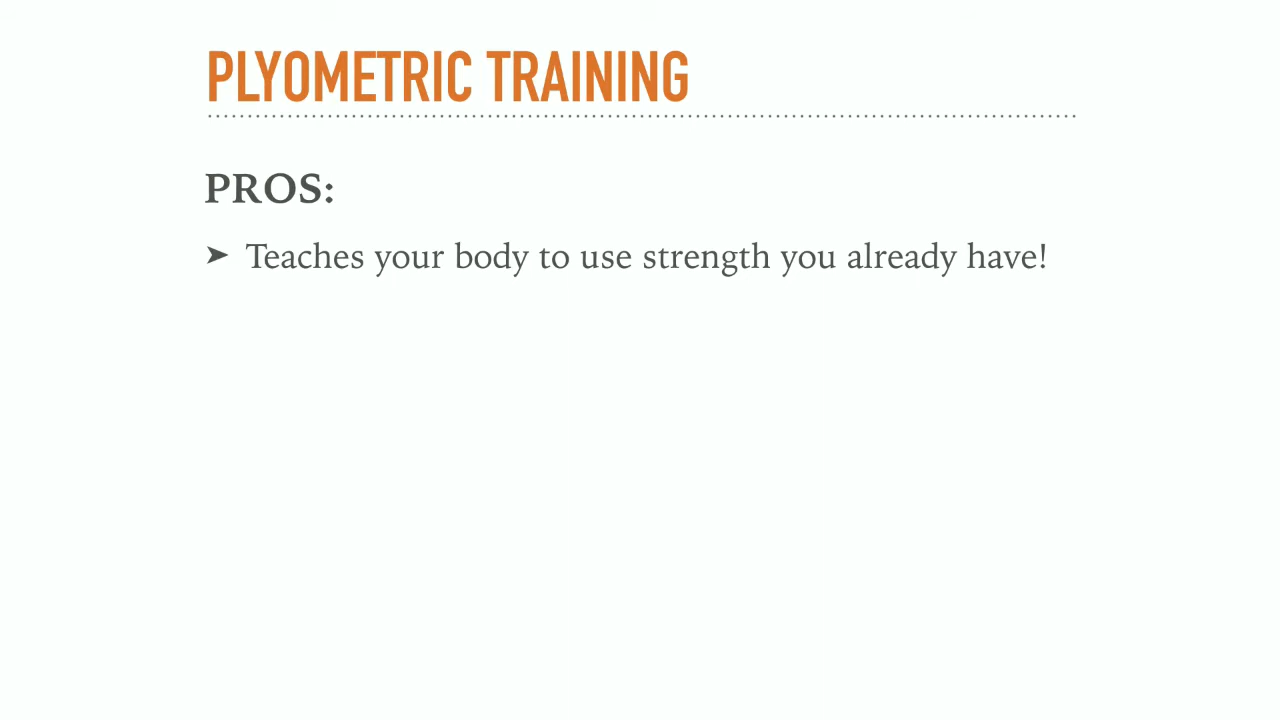 PLYOMETRIC TRAINING
PROS:
➤ Teaches your body to use strength you already have!